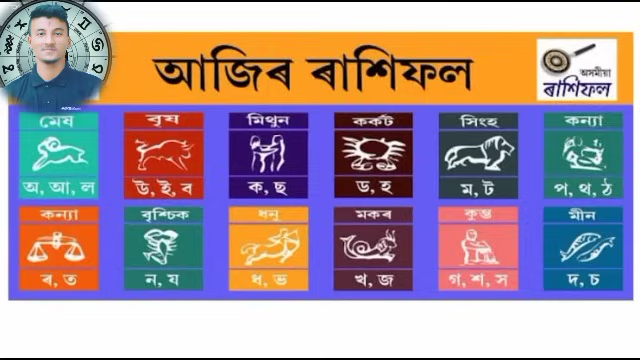 আজিৰ ৰাশিফল
অসমীয়া
ৰাশিফল
মেষ বৃষ মিথুন কৰ্কট সিংহ কন্যা
অ, আ, ল উ, ই, ব ক, ছ ড, হ ম, ট প, থ, ঠ
কন্যা বৃশ্চিক ধনু মকৰ কুম্ভ মীন
ৰ, ত ন, য ধ, ভ খ, জ গ, শ, স দ, চ